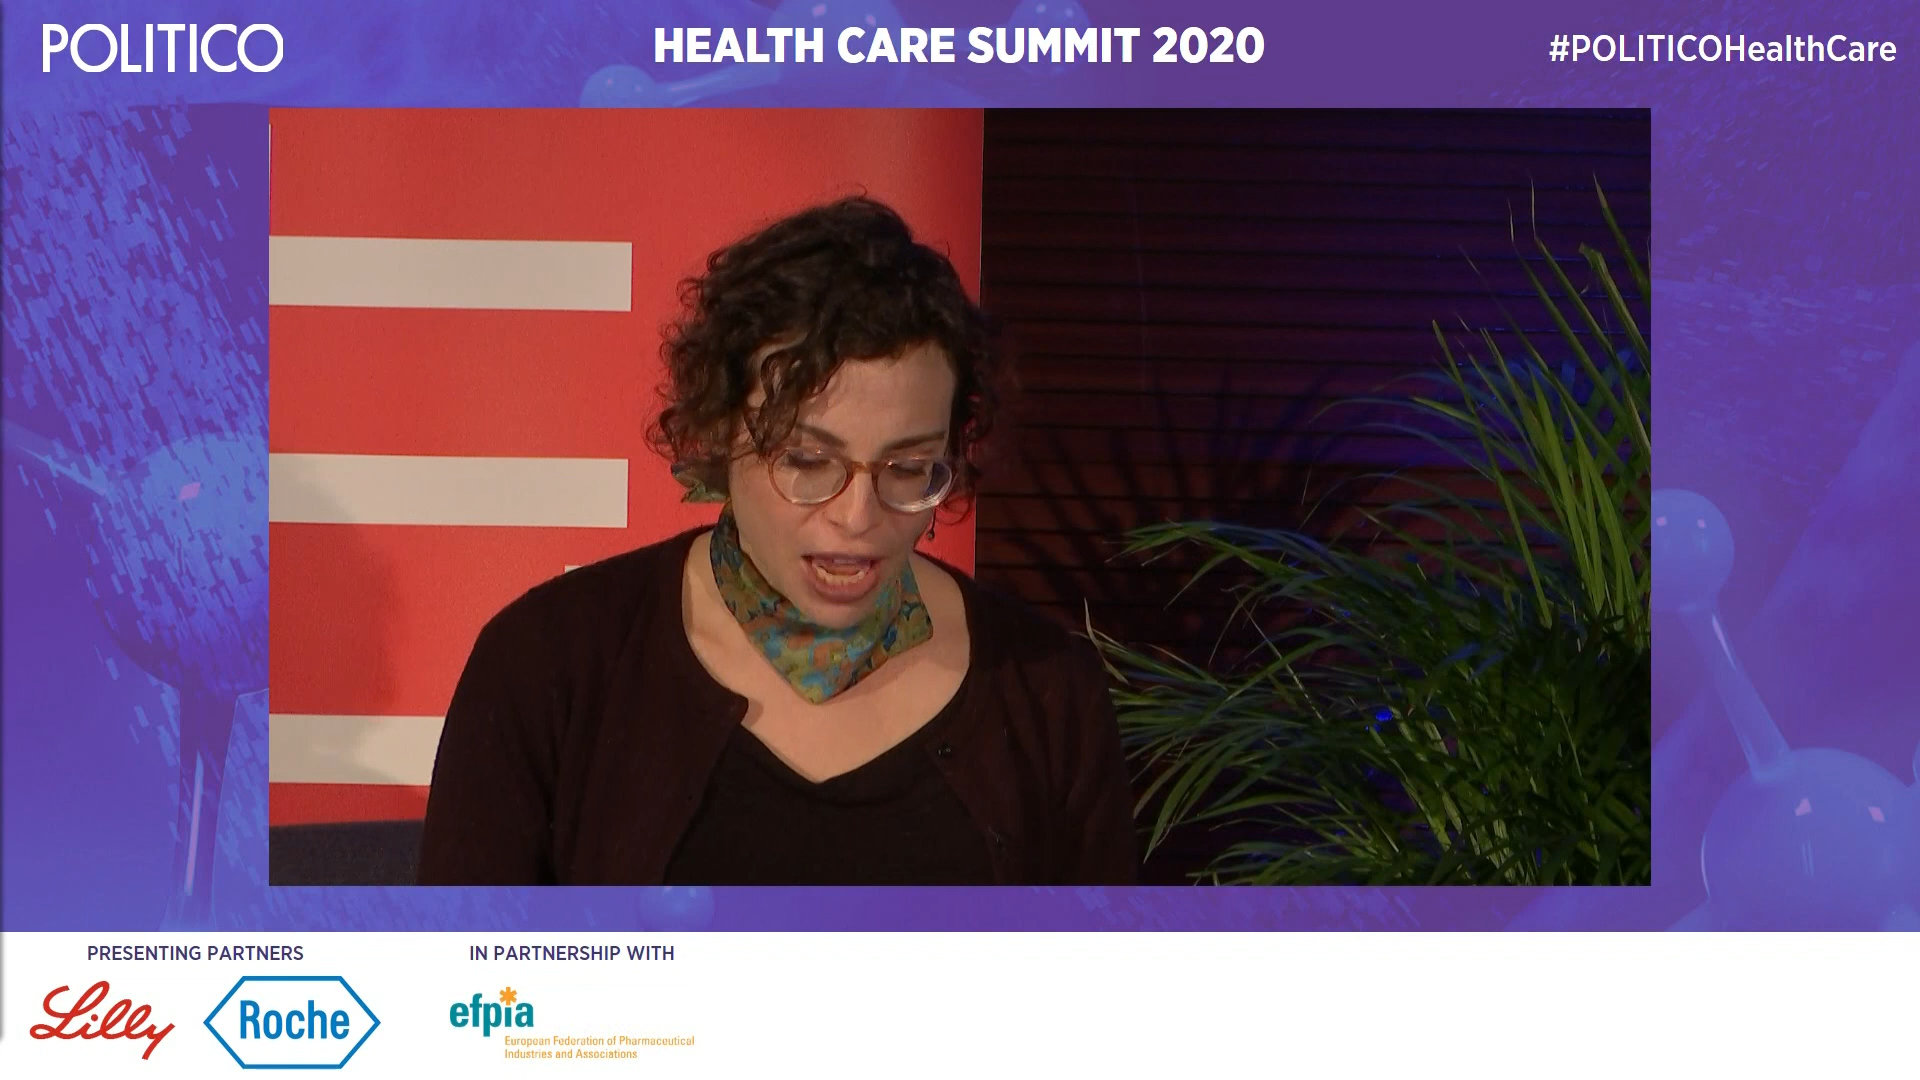 POLITICO
HEALTH CARE SUMMIT 2020
#POLITICOHealthCare
PRESENTING PARTNERS
IN PARTNERSHIP WITH
Lilly
Roche
efpia
European Federation of Pharmaceutical
Industries and Associations